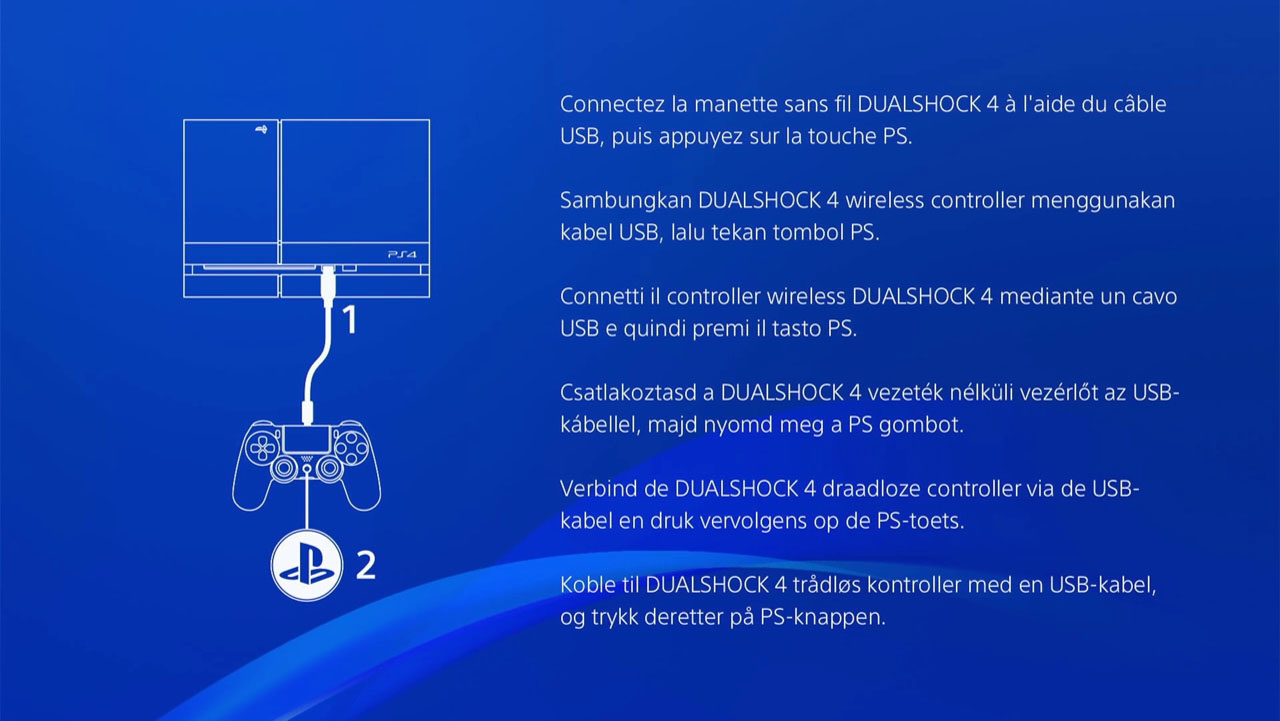 PS4
1
2
Connectez la manette sans fil DUALSHOCK 4 à l'aide du câble
USB, puis appuyez sur la touche PS.
Sambungkan DUALSHOCK 4 wireless controller menggunakan
kabel USB, lalu tekan tombol PS.
Connetti il controller wireless DUALSHOCK 4 mediante un cavo
USB e quindi premi il tasto PS.
Csatlakoztasd a DUALSHOCK 4 vezeték nélküli vezérlőt az USB-
kábellel, majd nyomd meg a PS gombot.
Verbind de DUALSHOCK 4 draadloze controller via de USB-
kabel en druk vervolgens op de PS-toets.
Koble til DUALSHOCK 4 trådløs kontroller med en USB-kabel,
og trykk deretter på PS-knappen.